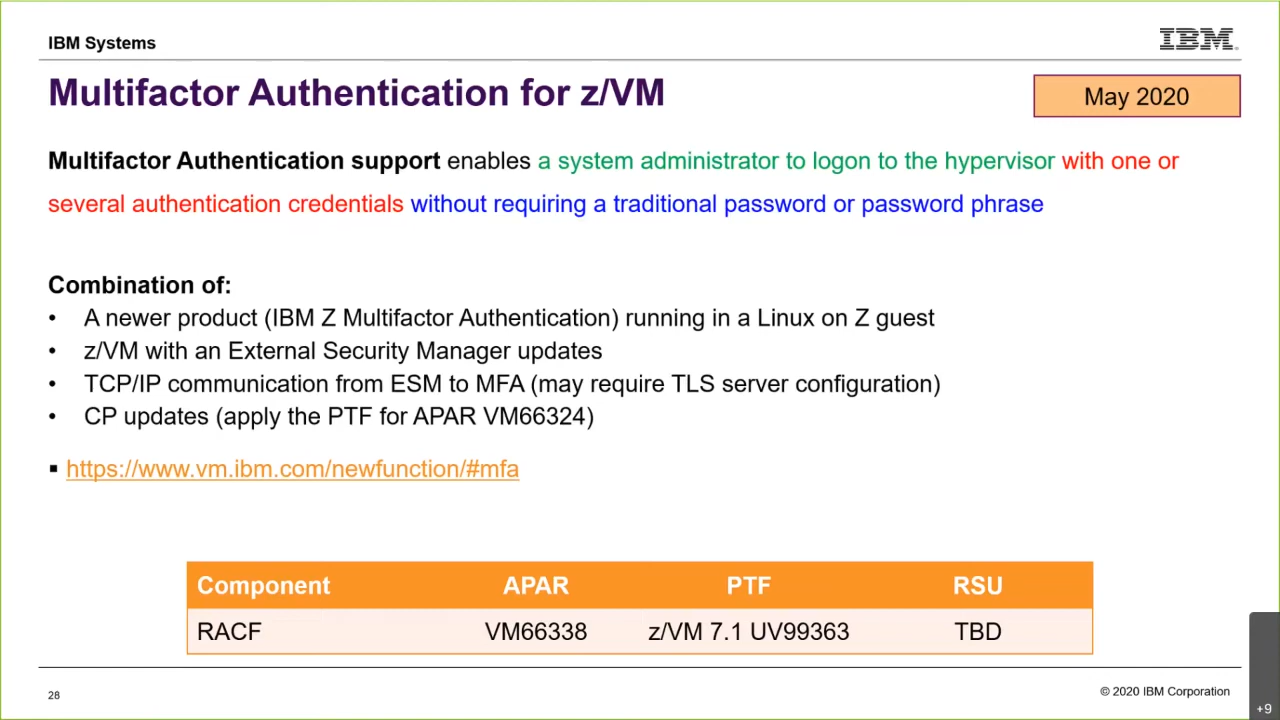 IBM Systems
IBM
Multifactor Authentication for z/VM
May 2020
Multifactor Authentication support enables a system administrator to logon to the hypervisor with one or
several authentication credentials without requiring a traditional password or password phrase
Combination of:
• A newer product (IBM Z Multifactor Authentication) running in a Linux on Z guest
• z/VM with an External Security Manager updates
• TCP/IP communication from ESM to MFA (may require TLS server configuration)
• CP updates (apply the PTF for APAR VM66324)
▪ https://www.vm.ibm.com/newfunction/#mfa
Component APAR PTF RSU
RACF VM66338 z/VM 7.1 UV99363 TBD
28
© 2020 IBM Corporation
+9